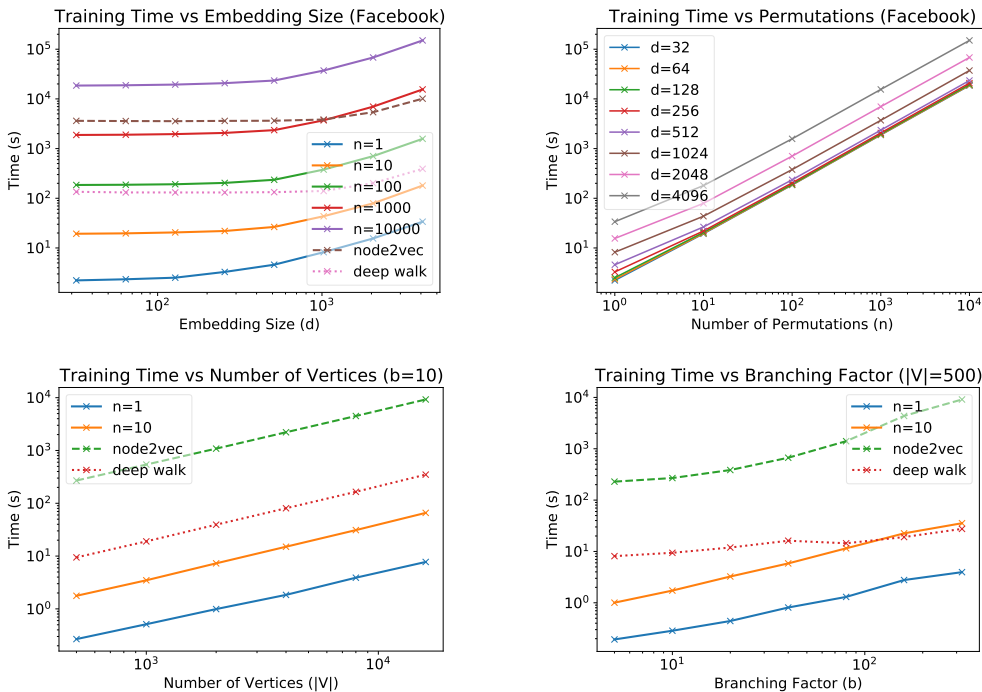 Training Time vs Embedding Size (Facebook)
Time (s)
10^5
10^4
10^3
10^2
10^1
n=1
n=10
n=100
n=1000
n=10000
node2vec
deep walk
10^2
10^3
Embedding Size (d)
Training Time vs Permutations (Facebook)
Time (s)
10^5
10^4
10^3
10^2
10^1
d=32
d=64
d=128
d=256
d=512
d=1024
d=2048
d=4096
10^0
10^1
10^2
10^3
10^4
Number of Permutations (n)
Training Time vs Number of Vertices (b=10)
Time (s)
10^4
10^3
10^2
10^1
10^0
n=1
n=10
node2vec
deep walk
10^3
10^4
Number of Vertices (|V|)
Training Time vs Branching Factor (|V|=500)
Time (s)
10^4
10^3
10^2
10^1
10^0
n=1
n=10
node2vec
deep walk
10^1
10^2
Branching Factor (b)